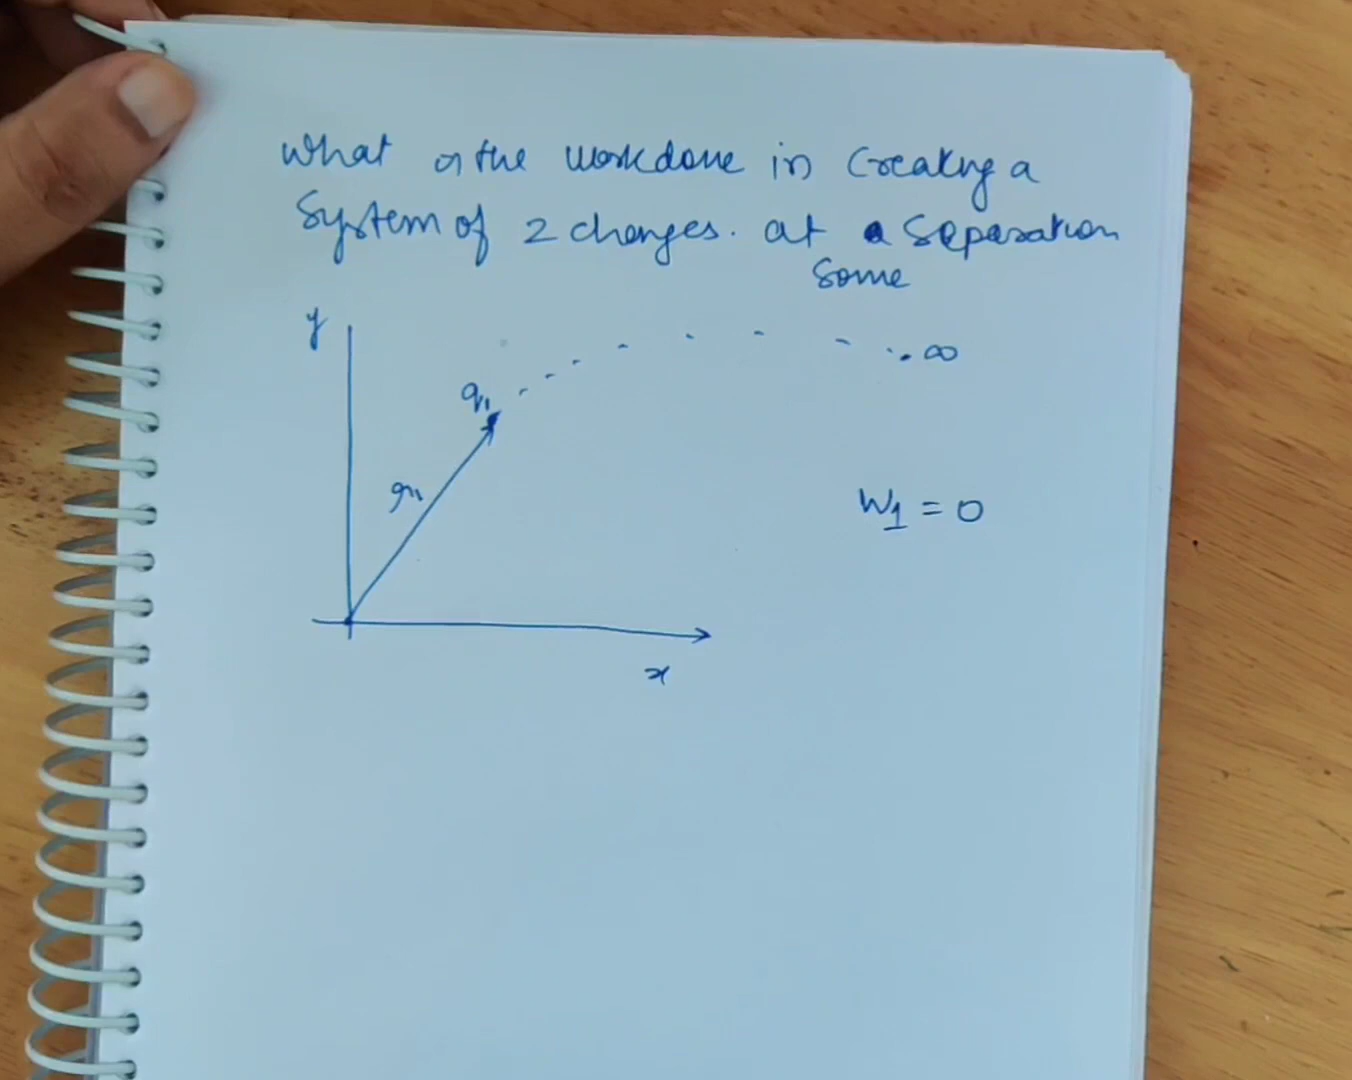 What is the workdone in Creating a
System of 2 charges. at a Separation
Some
y
q₁
∞
r₁
W₁ = 0
x